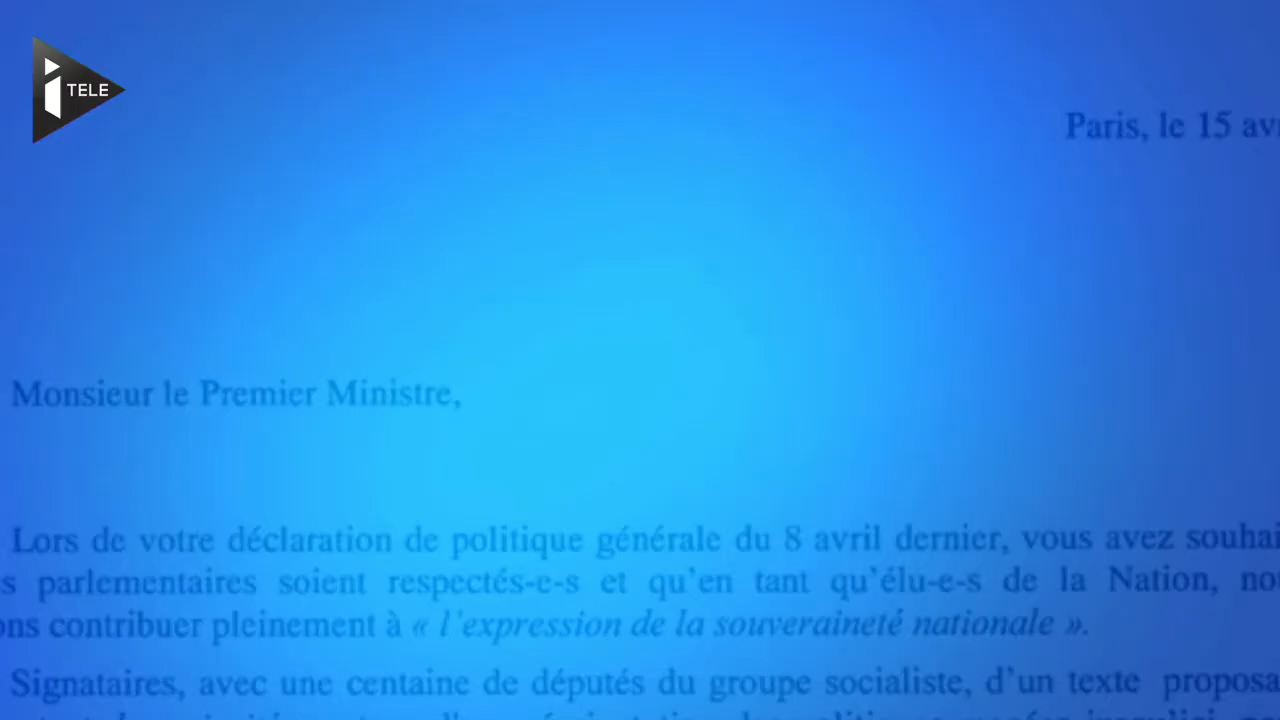 i TELE
Paris, le 15 av
Monsieur le Premier Ministre,
Lors de votre déclaration de politique générale du 8 avril dernier, vous avez souhai
s parlementaires soient respectés-e-s et qu'en tant qu'élu-e-s de la Nation, no
ons contribuer pleinement à « l'expression de la souveraineté nationale ».
Signataires, avec une centaine de députés du groupe socialiste, d'un texte proposa